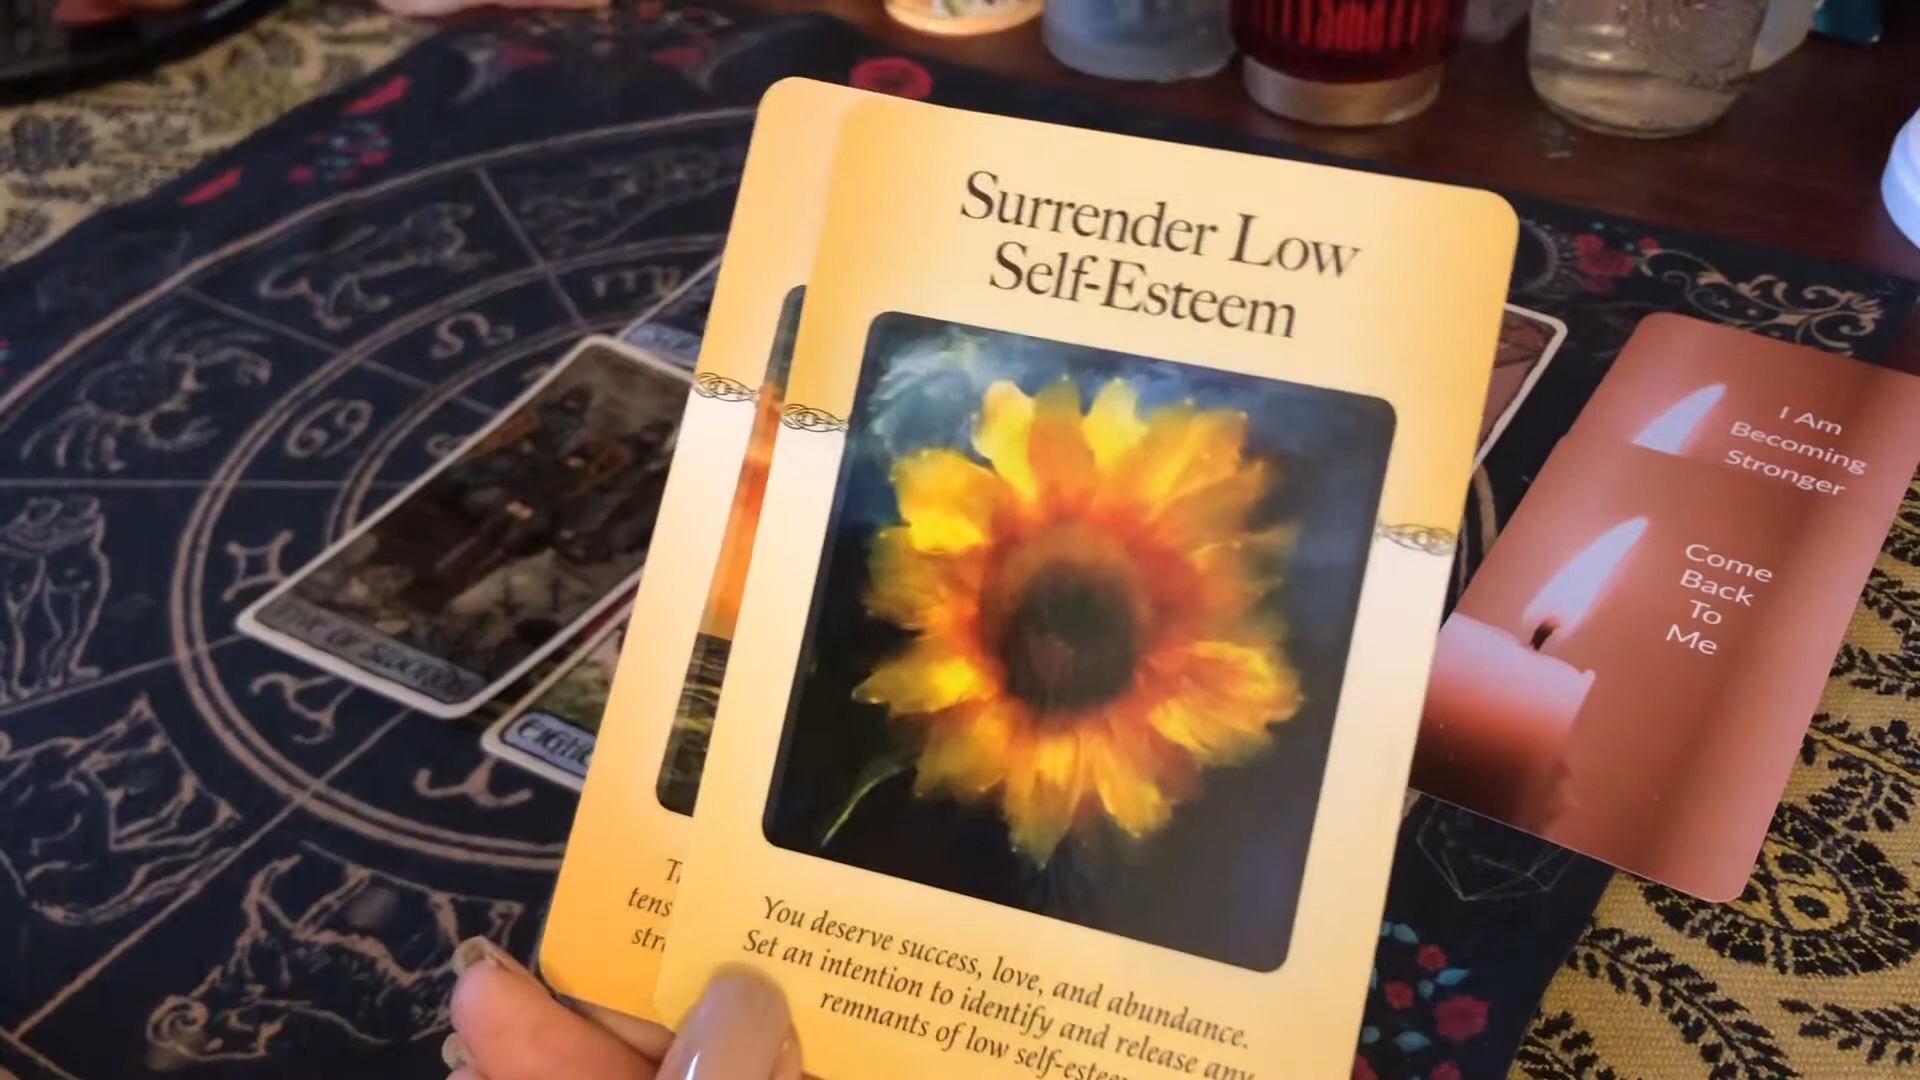 Surrender Low
Self-Esteem
You deserve success, love, and abundance.
Set an intention to identify and release any
remnants of low self-esteem
I Am
Becoming
Stronger
Come
Back
To
Me